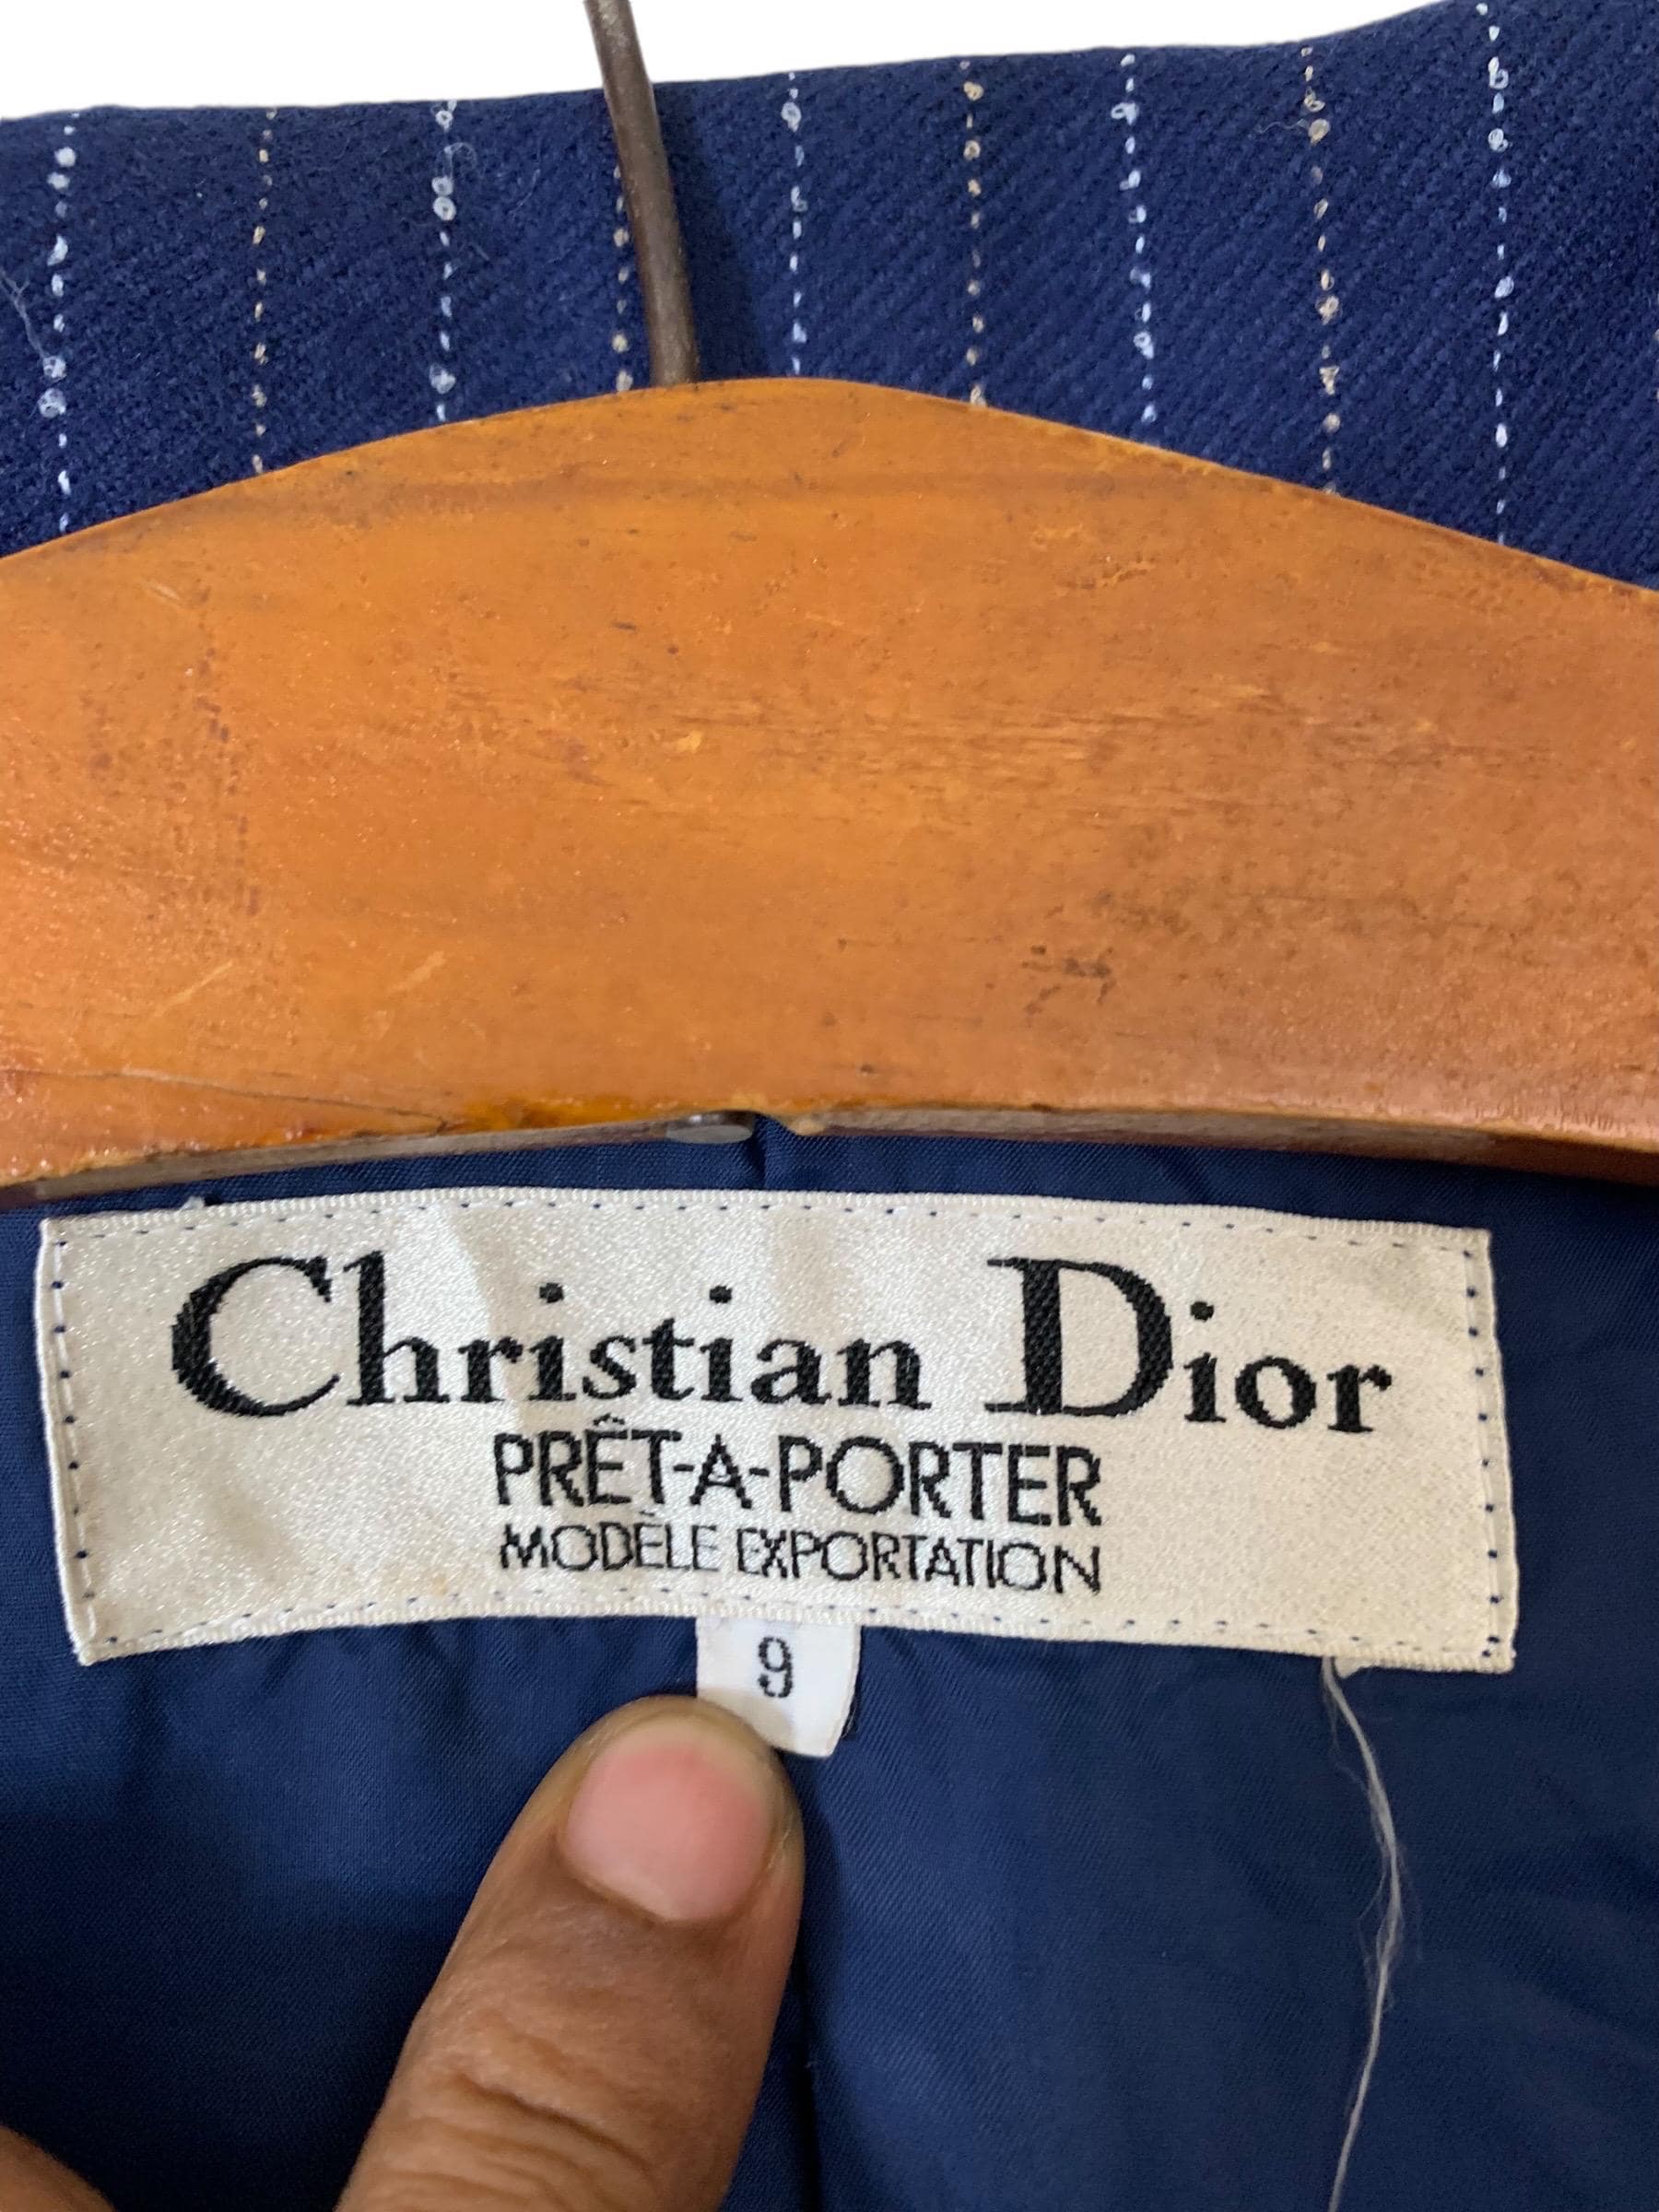 Christian Dior
PRÊT-A-PORTER
MODÈLE EXPORTATION
9